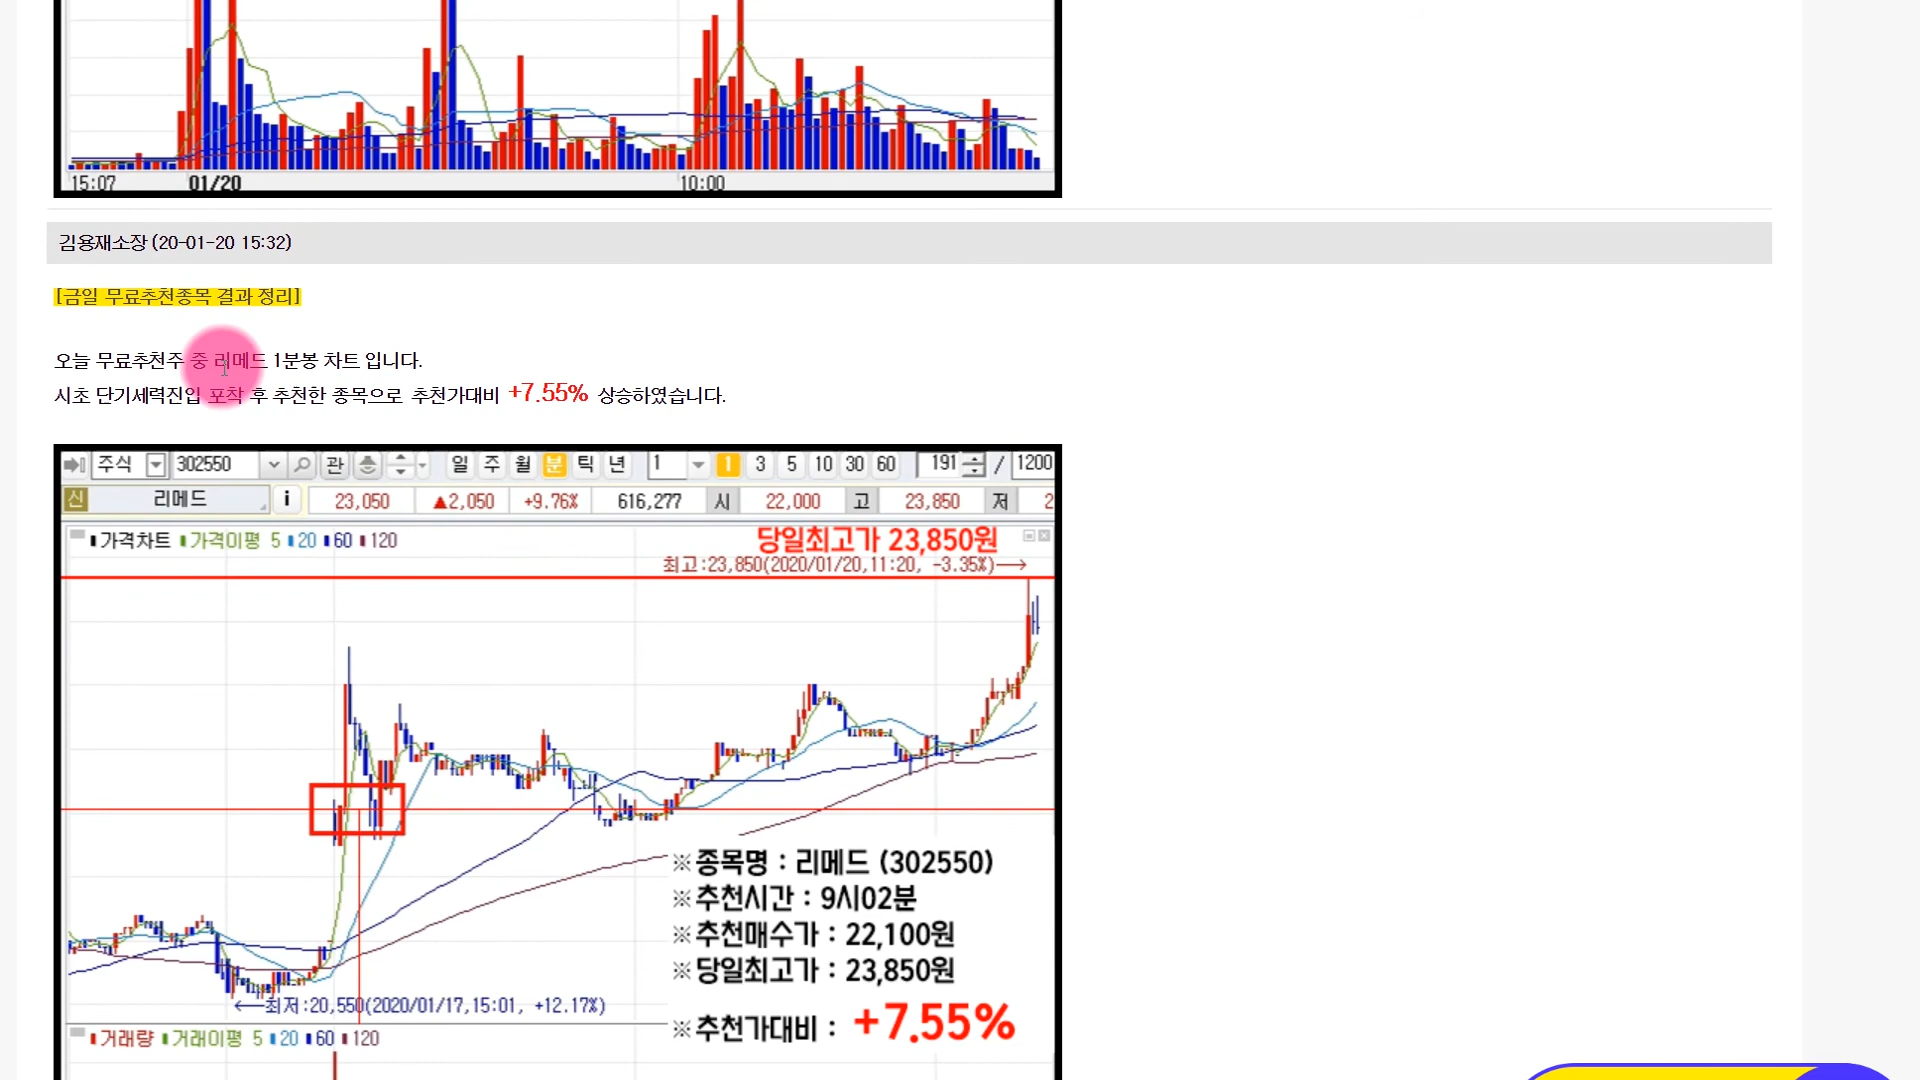 15:07 01/20 10:00
김용재소장 (20-01-20 15:32)
[금일 무료추천종목 결과 정리]
오늘 무료추천주 중 리메드 1분봉 차트 입니다.
시초 단기세력진입 포착 후 추천한 종목으로 추천가대비 +7.55% 상승하였습니다.
주식 302550 관 일 주 월 분 틱 년 1 1 3 5 10 30 60 191 / 1200
신 리메드 i 23,050 ▲2,050 +9.76% 616,277 시 22,000 고 23,850 저 2
가격차트 가격이평 5 20 60 120
당일최고가 23,850원
최고:23,850(2020/01/20,11:20, -3.35%)→
※종목명 : 리메드 (302550)
※추천시간 : 9시02분
※추천매수가 : 22,100원
※당일최고가 : 23,850원
←최저:20,550(2020/01/17,15:01, +12.17%)
※추천가대비 : +7.55%
거래량 거래이평 5 20 60 120